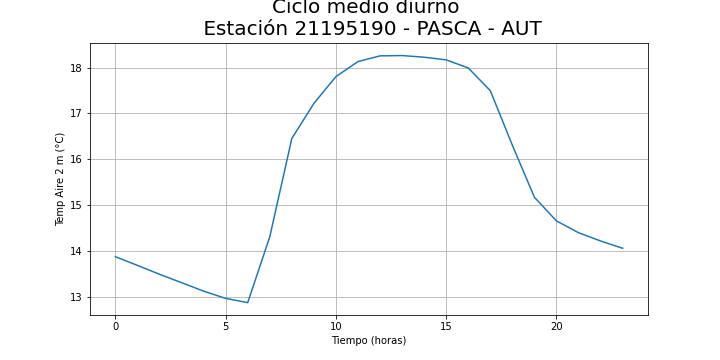 Ciclo medio diurno
Estación 21195190 - PASCA - AUT
Temp Aire 2 m (°C)
18
17
16
15
14
13
0
5
10
15
20
Tiempo (horas)